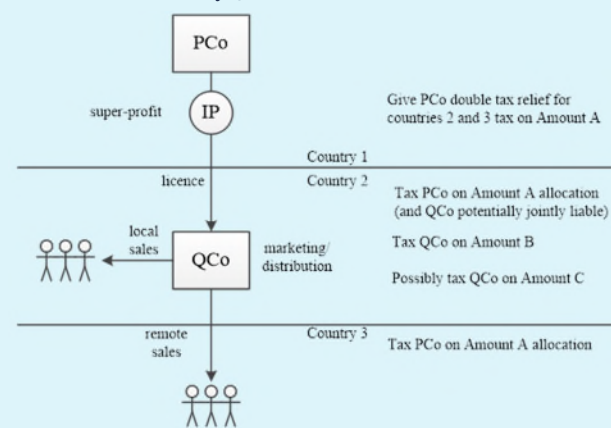 PCo
super-profit
IP
Give PCo double tax relief for
countries 2 and 3 tax on Amount A
Country 1
licence
Country 2
Tax PCo on Amount A allocation
(and QCo potentially jointly liable)
local
sales
QCo
marketing/
distribution
Tax QCo on Amount B
Possibly tax QCo on Amount C
remote
sales
Country 3
Tax PCo on Amount A allocation